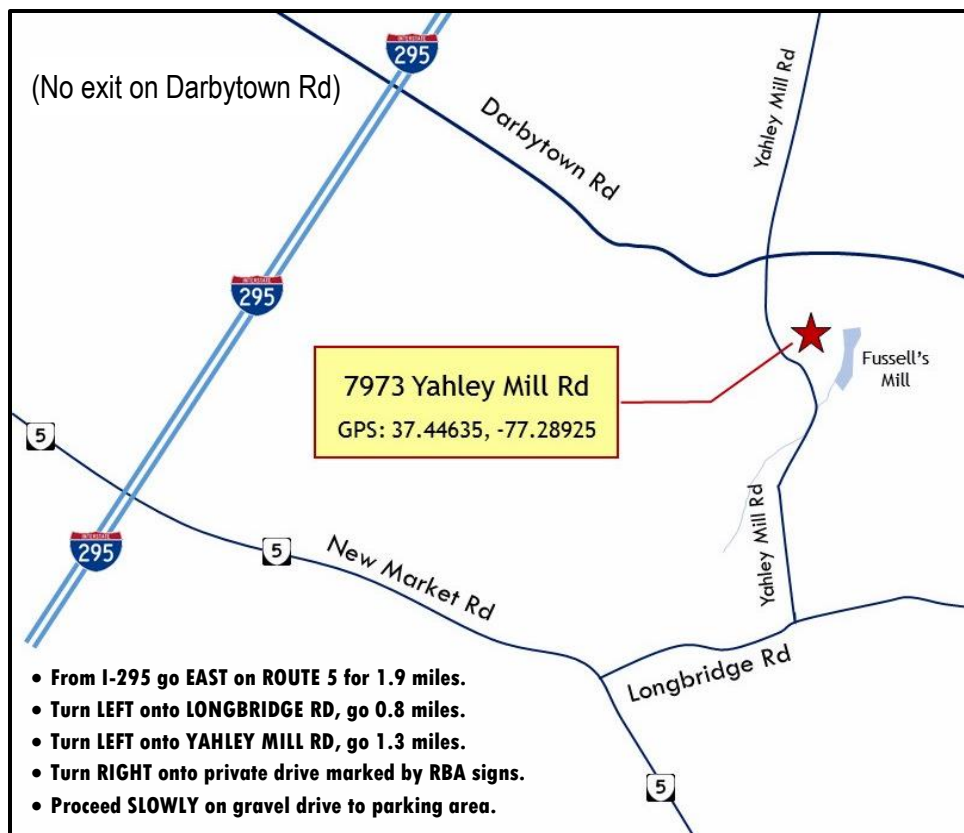 INTERSTATE
295
(No exit on Darbytown Rd)
Darbytown Rd
Yahley Mill Rd
INTERSTATE
295
Fussell's
Mill
7973 Yahley Mill Rd
GPS: 37.44635, -77.28925
5
INTERSTATE
295
5
New Market Rd
Yahley Mill Rd
Longbridge Rd
• From I-295 go EAST on ROUTE 5 for 1.9 miles.
• Turn LEFT onto LONGBRIDGE RD, go 0.8 miles.
• Turn LEFT onto YAHLEY MILL RD, go 1.3 miles.
• Turn RIGHT onto private drive marked by RBA signs.
• Proceed SLOWLY on gravel drive to parking area.
5